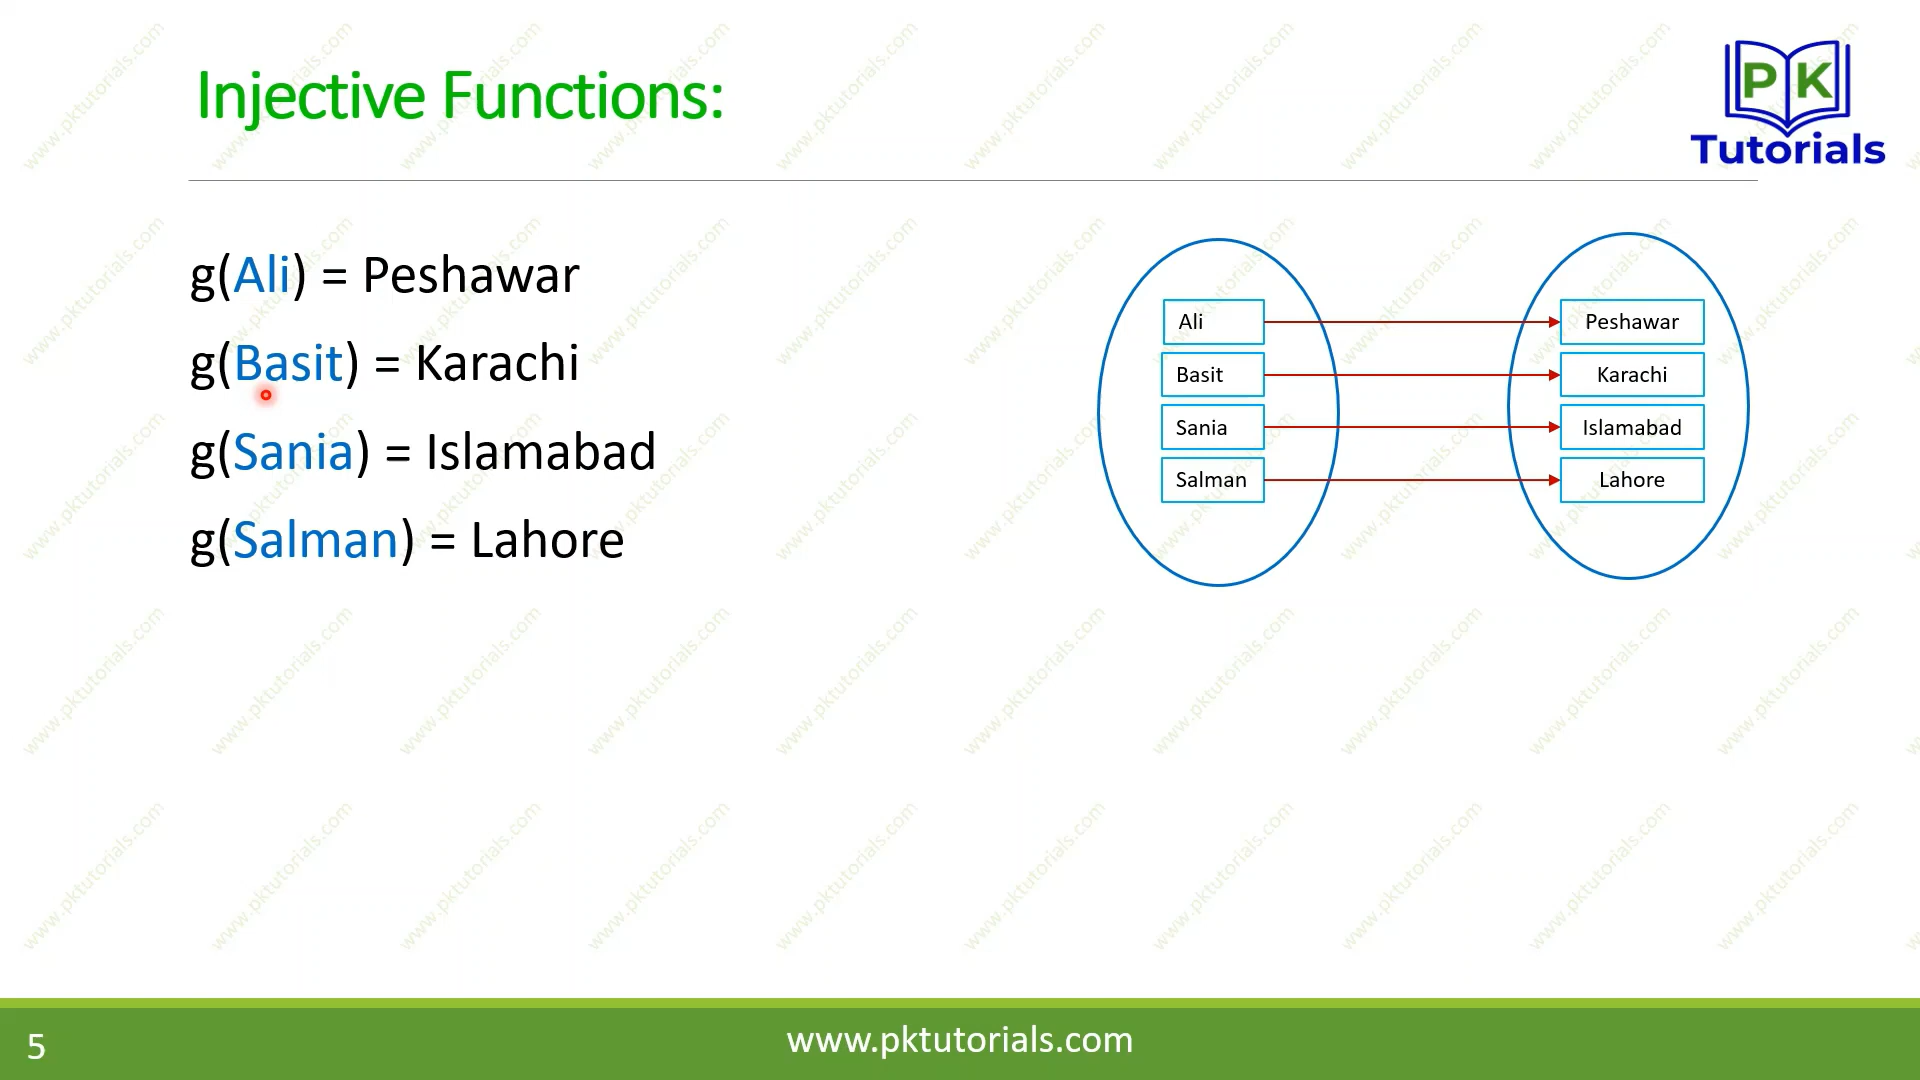 Injective Functions:
PK
Tutorials
g(Ali) = Peshawar
g(Basit) = Karachi
g(Sania) = Islamabad
g(Salman) = Lahore
Ali
Peshawar
Basit
Karachi
Sania
Islamabad
Salman
Lahore
5
www.pktutorials.com